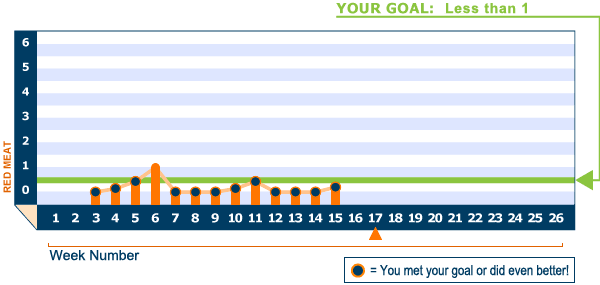 YOUR GOAL: Less than 1
6
5
4
3
2
1
0
RED MEAT
1 2 3 4 5 6 7 8 9 10 11 12 13 14 15 16 17 18 19 20 21 22 23 24 25 26
Week Number
= You met your goal or did even better!